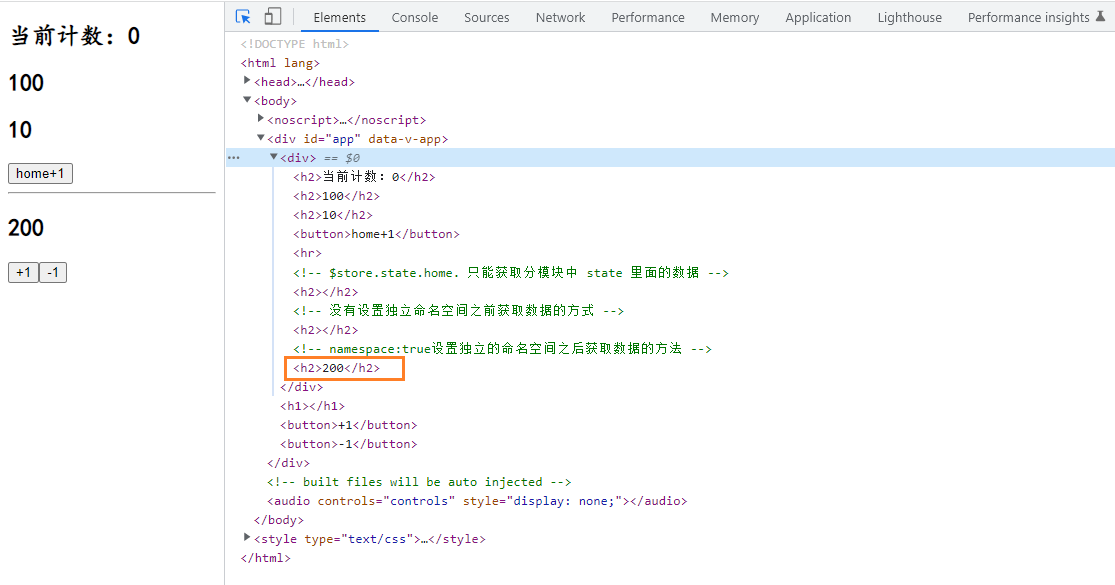 当前计数：0
100
10
home+1
200
+1 -1
Elements Console Sources Network Performance Memory Application Lighthouse Performance insights
<!DOCTYPE html>
<html lang>
<head>…</head>
<body>
<noscript>…</noscript>
<div id="app" data-v-app>
… <div> == $0
<h2>当前计数：0</h2>
<h2>100</h2>
<h2>10</h2>
<button>home+1</button>
<hr>
<!-- $store.state.home. 只能获取分模块中 state 里面的数据 -->
<h2></h2>
<!-- 没有设置独立命名空间之前获取数据的方式 -->
<h2></h2>
<!-- namespace:true设置独立的命名空间之后获取数据的方法 -->
<h2>200</h2>
</div>
<h1></h1>
<button>+1</button>
<button>-1</button>
</div>
<!-- built files will be auto injected -->
<audio controls="controls" style="display: none;"></audio>
</body>
<style type="text/css">…</style>
</html>